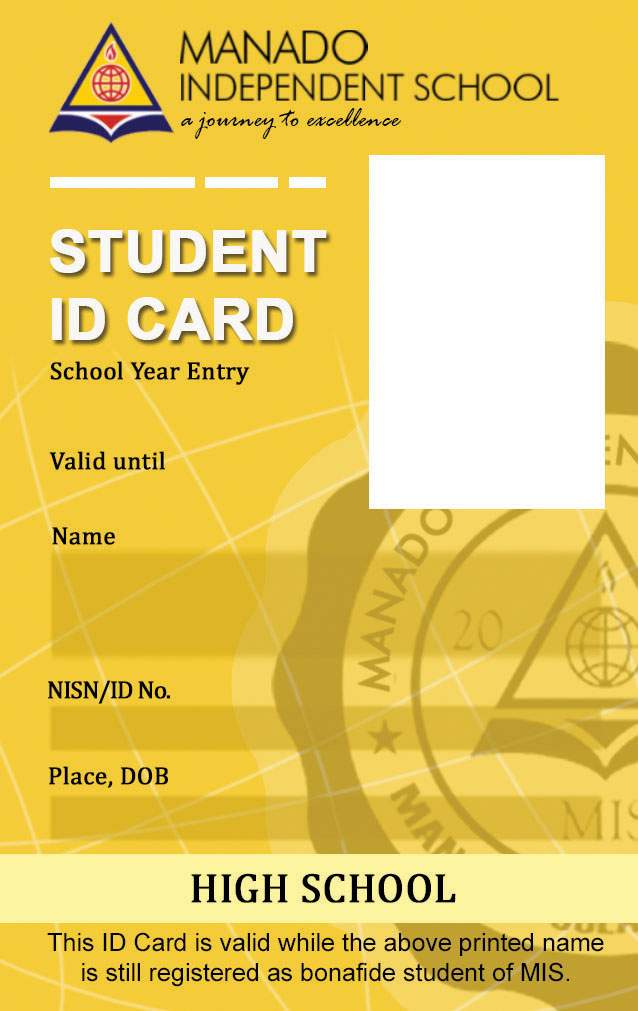 MANADO
INDEPENDENT SCHOOL
a journey to excellence
STUDENT
ID CARD
School Year Entry
Valid until
Name
NISN/ID No.
Place, DOB
MANADO
EN
20
MIS
MAN
HIGH SCHOOL
This ID Card is valid while the above printed name
is still registered as bonafide student of MIS.